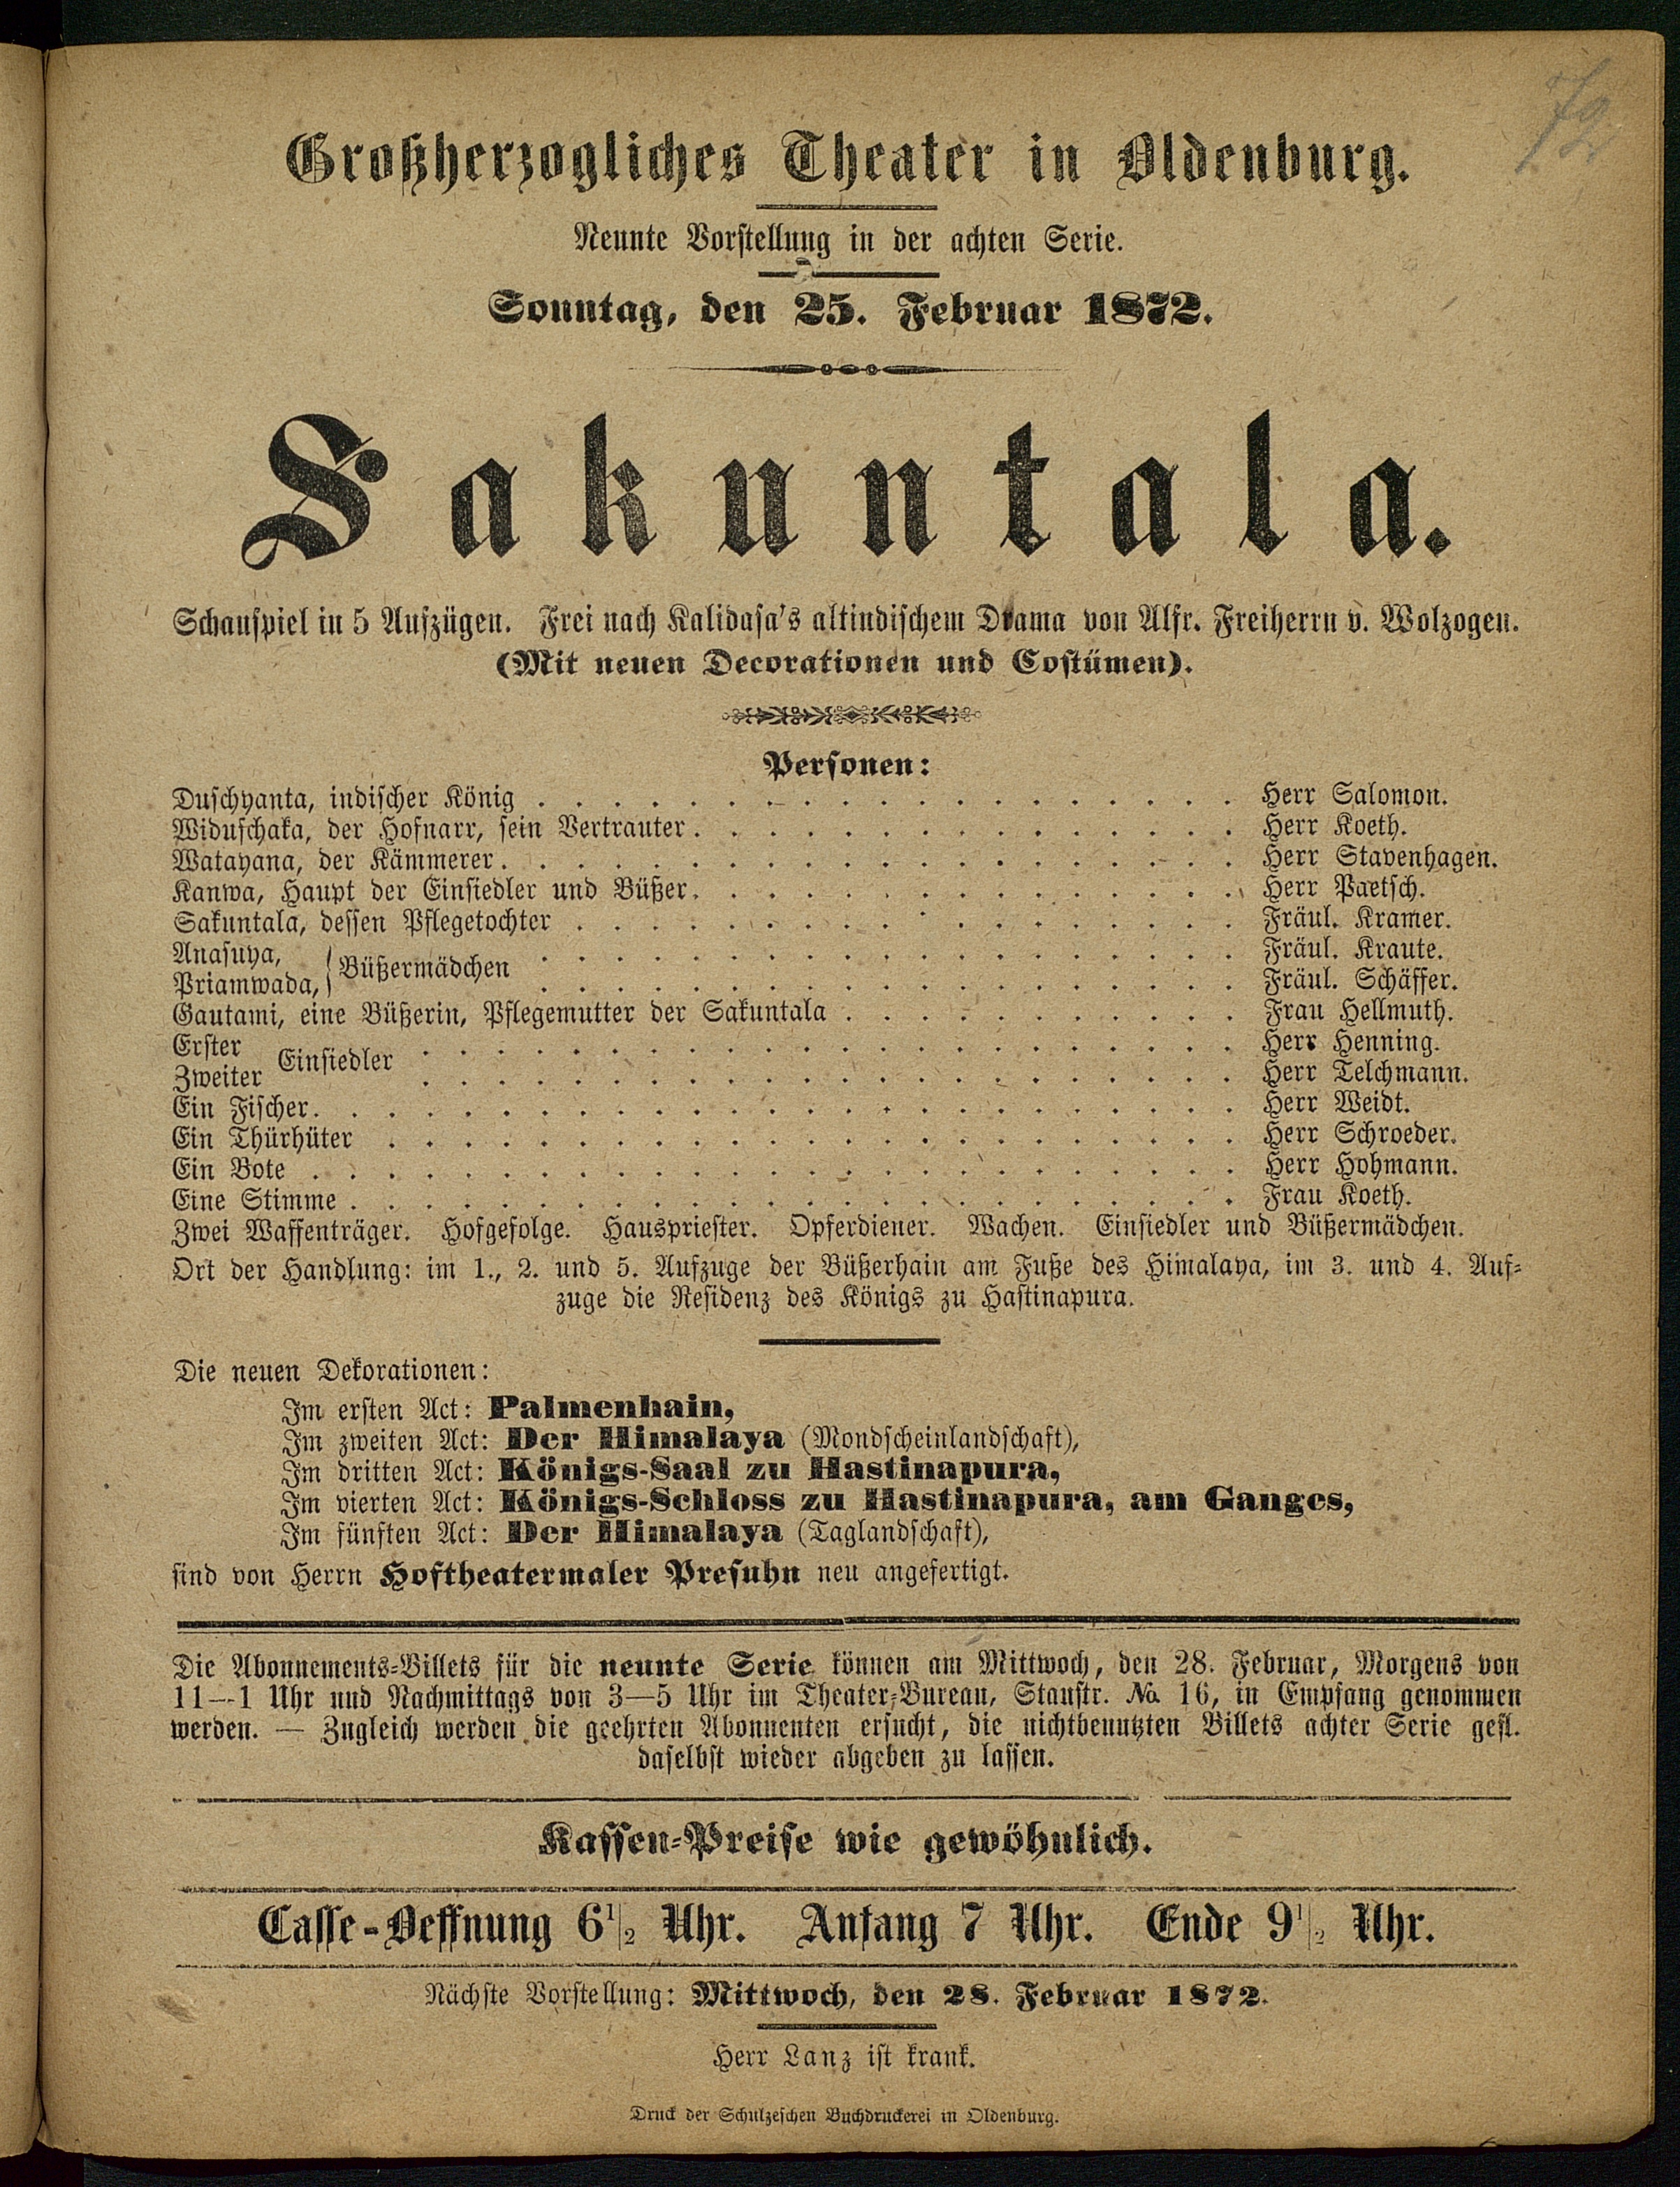 72
Großherzogliches Theater in Oldenburg.
Neunte Vorstellung in der achten Serie.
Sonntag, den 25. Februar 1872.
Sakuntala.
Schauspiel in 5 Aufzügen. Frei nach Kalidasa's altindischem Drama von Alfr. Freiherrn v. Wolzogen.
(Mit neuen Decorationen und Costümen).
Personen:
Duschyanta, indischer König . . . . Herr Salomon.
Widuschaka, der Hofnarr, sein Vertrauter. . . . . Herr Koeth.
Watayana, der Kämmerer. . . . . Herr Stavenhagen.
Kanwa, Haupt der Einsiedler und Büßer. . . . . Herr Paetsch.
Sakuntala, dessen Pflegetochter . . . . Fräul. Kramer.
Anasuya, } Büßermädchen . . . . Fräul. Kraute.
Priamwada, . . . . Fräul. Schäffer.
Gautami, eine Büßerin, Pflegemutter der Sakuntala . . . . Frau Hellmuth.
Erster Einsiedler . . . . Herr Henning.
Zweiter . . . . Herr Telchmann.
Ein Fischer. . . . . Herr Weidt.
Ein Thürhüter . . . . Herr Schroeder.
Ein Bote . . . . Herr Hohmann.
Eine Stimme . . . . Frau Koeth.
Zwei Waffenträger. Hofgefolge. Hauspriester. Opferdiener. Wachen. Einsiedler und Büßermädchen.
Ort der Handlung: im 1., 2. und 5. Aufzuge der Büßerhain am Fuße des Himalaya, im 3. und 4. Auf-
zuge die Residenz des Königs zu Hastinapura.
Die neuen Dekorationen:
Im ersten Act: Palmenhain,
Im zweiten Act: Der Himalaya (Mondscheinlandschaft),
Im dritten Act: Königs-Saal zu Hastinapura,
Im vierten Act: Königs-Schloss zu Hastinapura, am Ganges,
Im fünften Act: Der Himalaya (Taglandschaft),
sind von Herrn Hoftheatermaler Presuhn neu angefertigt.
Die Abonnements-Billets für die neunte Serie können am Mittwoch, den 28. Februar, Morgens von
11—1 Uhr und Nachmittags von 3—5 Uhr im Theater-Bureau, Staustr. No. 16, in Empfang genommen
werden. — Zugleich werden die geehrten Abonnenten ersucht, die nichtbenutzten Billets achter Serie gefl.
daselbst wieder abgeben zu lassen.
Kassen-Preise wie gewöhnlich.
Casse-Oeffnung 6 1/2 Uhr. Anfang 7 Uhr. Ende 9 1/2 Uhr.
Nächste Vorstellung: Mittwoch, den 28. Februar 1872.
Herr Lanz ist krank.
Druck der Schulzeschen Buchdruckerei in Oldenburg.